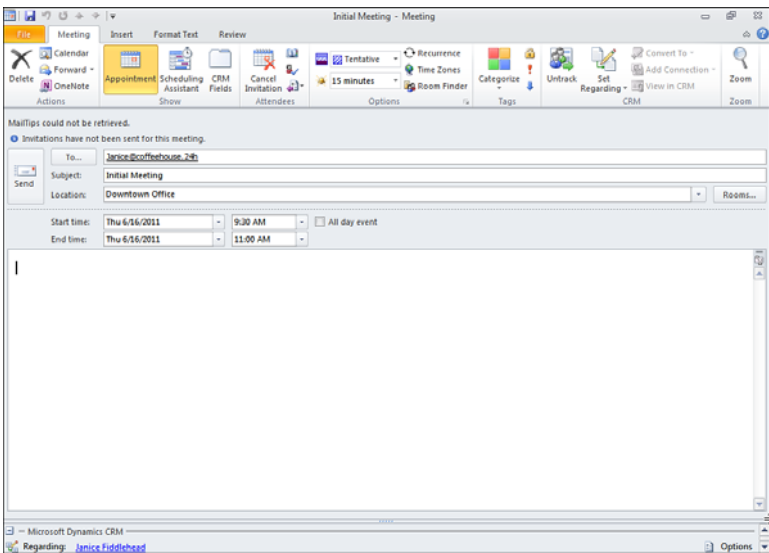 Initial Meeting - Meeting
File Meeting Insert Format Text Review
Delete
Calendar
Forward
OneNote
Actions
Appointment
Scheduling Assistant
CRM Fields
Show
Cancel Invitation
Attendees
Tentative
15 minutes
Recurrence
Time Zones
Room Finder
Options
Categorize
Tags
Untrack
Set Regarding
Convert To
Add Connection
View in CRM
CRM
Zoom
Zoom
MailTips could not be retrieved.
Invitations have not been sent for this meeting.
Send
To... Janice@coffeehouse.24h
Subject: Initial Meeting
Location: Downtown Office Rooms...
Start time: Thu 6/16/2011 9:30 AM All day event
End time: Thu 6/16/2011 11:00 AM
Microsoft Dynamics CRM
Regarding: Janice Fiddlehead Options